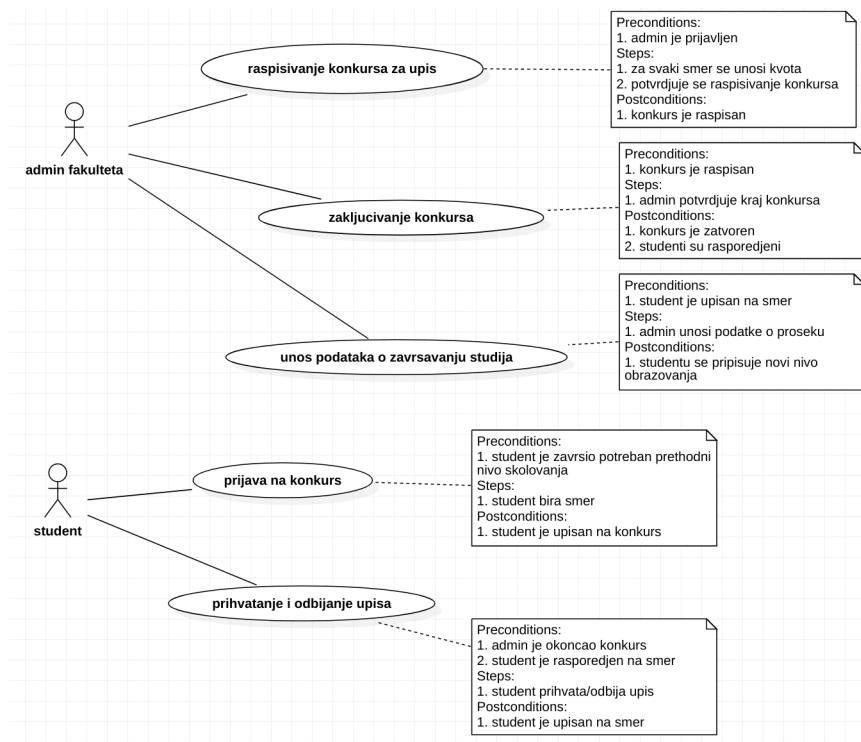 raspisivanje konkursa za upis
Preconditions:
1. admin je prijavljen
Steps:
1. za svaki smer se unosi kvota
2. potvrdjuje se raspisivanje konkursa
Postconditions:
1. konkurs je raspisan
admin fakulteta
zakljucivanje konkursa
Preconditions:
1. konkurs je raspisan
Steps:
1. admin potvrdjuje kraj konkursa
Postconditions:
1. konkurs je zatvoren
2. studenti su rasporedjeni
unos podataka o zavrsavanju studija
Preconditions:
1. student je upisan na smer
Steps:
1. admin unosi podatke o proseku
Postconditions:
1. studentu se pripisuje novi nivo
obrazovanja
student
prijava na konkurs
Preconditions:
1. student je zavrsio potreban prethodni
nivo skolovanja
Steps:
1. student bira smer
Postconditions:
1. student je upisan na konkurs
prihvatanje i odbijanje upisa
Preconditions:
1. admin je okoncao konkurs
2. student je rasporedjen na smer
Steps:
1. student prihvata/odbija upis
Postconditions:
1. student je upisan na smer